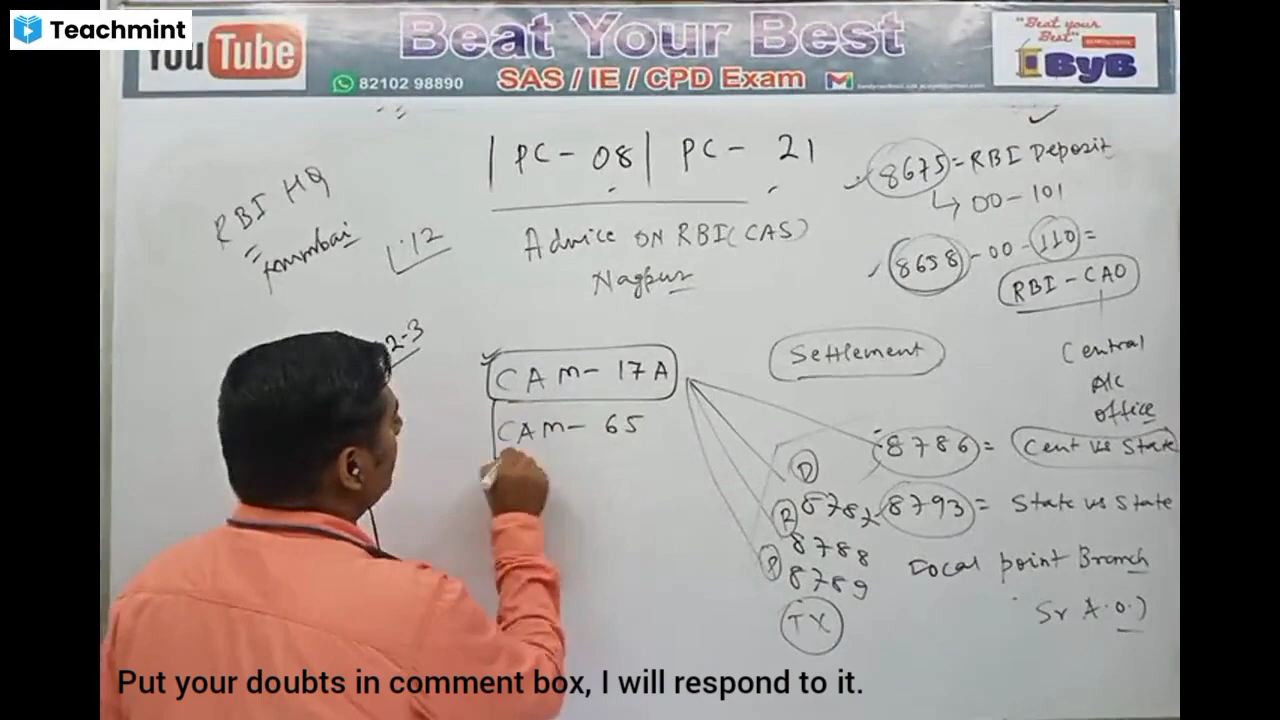 Teachmint
YouTube
Beat Your Best
SAS / IE / CPD Exam
82102 98890
"Beat your Best"
ByB
| PC - 08 | PC - 21
Advice on RBI (CAS)
Nagpur
RBI HQ
Mumbai
1.12
2-3
8675 = RBI Deposit
↳ 00-101
8658-00-110 =
RBI - CAO
Central
A/c
office
Settlement
CAM - 17A
CAM - 65
8786 = Cent vs State
D
R 8787 8793 = State vs State
P 8788
8789
TX
Focal point Branch
Sr A.O.)
Put your doubts in comment box, I will respond to it.